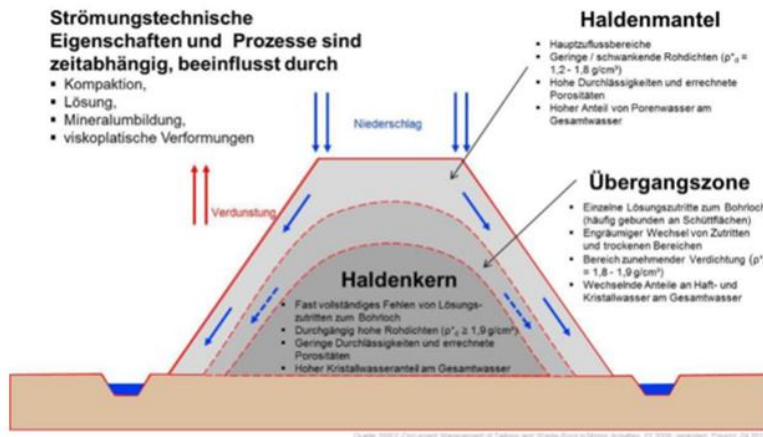 Strömungstechnische
Eigenschaften und Prozesse sind
zeitabhängig, beeinflusst durch
▪ Kompaktion,
▪ Lösung,
▪ Mineralumbildung,
▪ viskoplatische Verformungen
Haldenmantel
▪ Hauptzuflussbereiche
▪ Geringe / schwankende Rohdichten (ρ*d =
1,2 - 1,8 g/cm³)
▪ Hohe Durchlässigkeiten und errechnete
Porositäten
▪ Hoher Anteil von Porenwasser am
Gesamtwasser
Niederschlag
Verdunstung
Übergangszone
▪ Einzelne Lösungszutritte zum Bohrloch
(häufig gebunden an Schüttflächen)
▪ Engräumiger Wechsel von Zutritten
und trockenen Bereichen
▪ Bereich zunehmender Verdichtung (ρ*
= 1,8 - 1,9 g/cm³)
▪ Wechselnde Anteile an Haft- und
Kristallwasser am Gesamtwasser
Haldenkern
▪ Fast vollständiges Fehlen von Lösungs-
zutritten zum Bohrloch
▪ Durchgängig hohe Rohdichten (ρ*d ≥ 1,9 g/cm³)
▪ Geringe Durchlässigkeiten und errechnete
Porositäten
▪ Hoher Kristallwasseranteil am Gesamtwasser